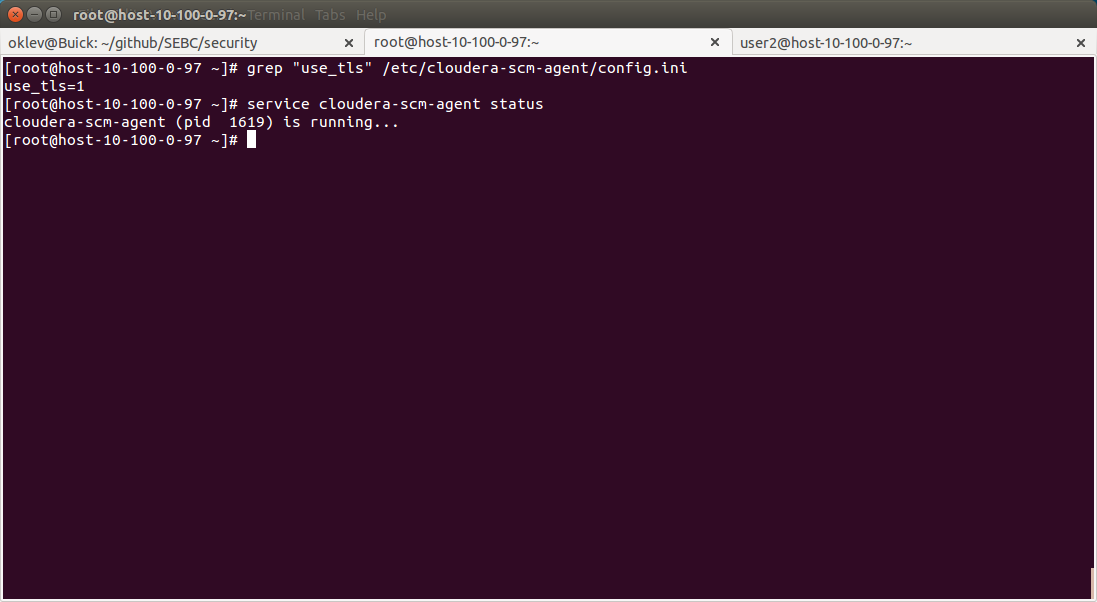 root@host-10-100-0-97:~ Terminal Tabs Help
oklev@Buick: ~/github/SEBC/security
root@host-10-100-0-97:~
user2@host-10-100-0-97:~
[root@host-10-100-0-97 ~]# grep "use_tls" /etc/cloudera-scm-agent/config.ini
use_tls=1
[root@host-10-100-0-97 ~]# service cloudera-scm-agent status
cloudera-scm-agent (pid  1619) is running...
[root@host-10-100-0-97 ~]#